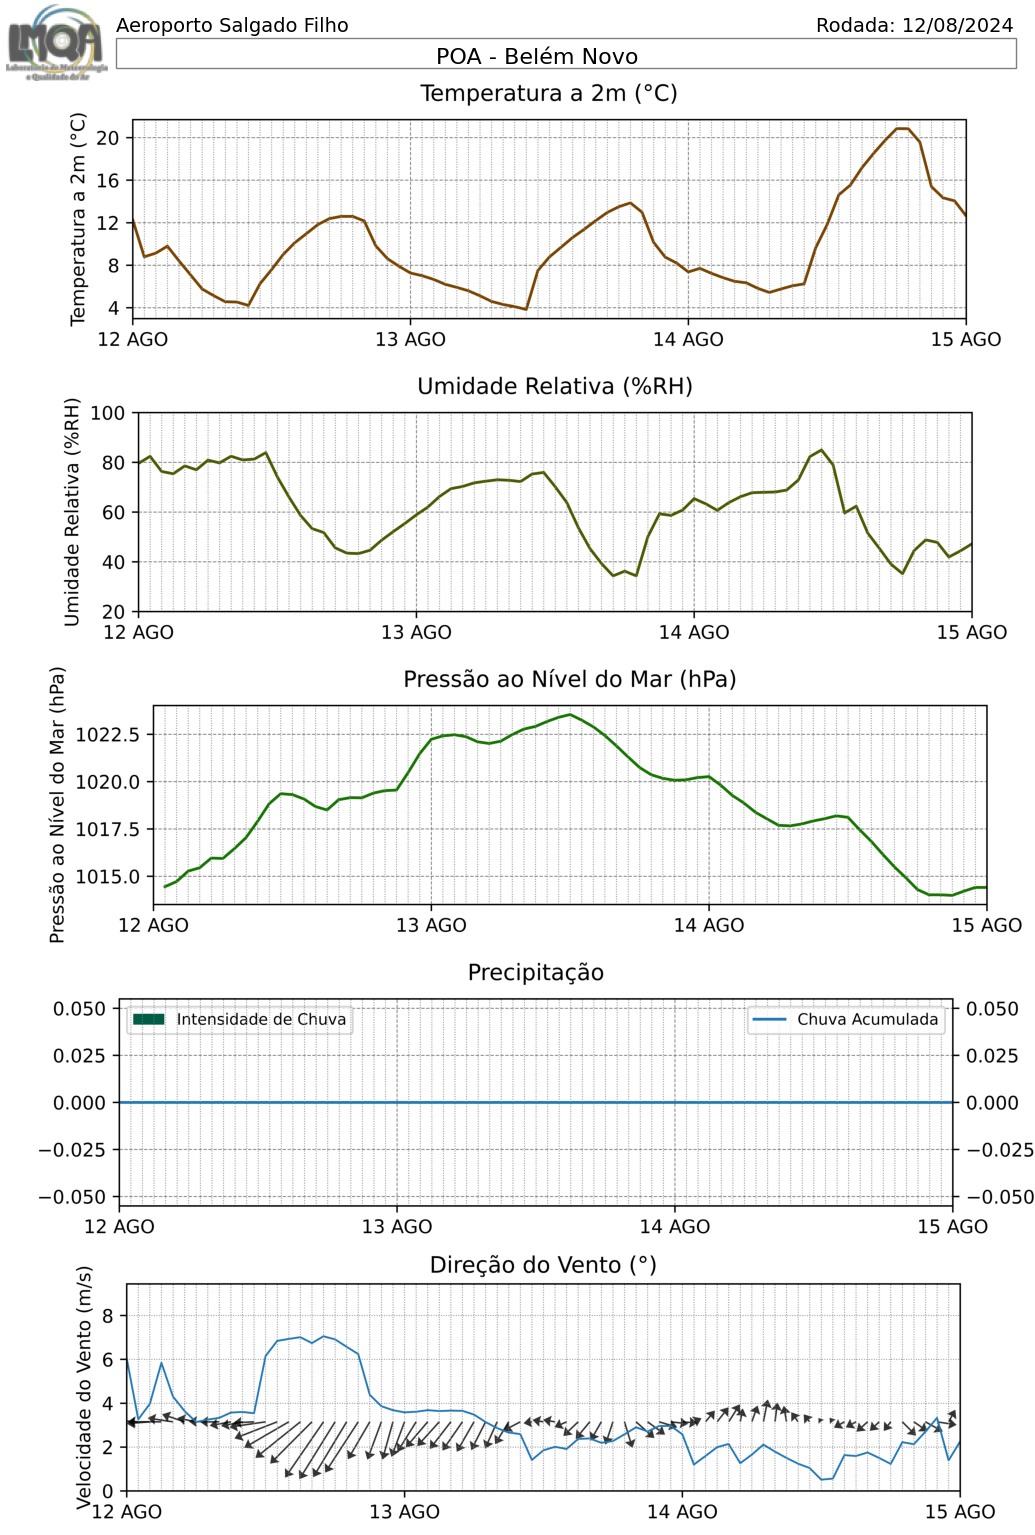 LMQA
Laboratório de Meteorologia
e Qualidade do Ar
Aeroporto Salgado Filho Rodada: 12/08/2024
POA - Belém Novo
Temperatura a 2m (°C)
Temperatura a 2m (°C)
20
16
12
8
4
12 AGO 13 AGO 14 AGO 15 AGO
Umidade Relativa (%RH)
Umidade Relativa (%RH)
100
80
60
40
20
12 AGO 13 AGO 14 AGO 15 AGO
Pressão ao Nível do Mar (hPa)
Pressão ao Nível do Mar (hPa)
1022.5
1020.0
1017.5
1015.0
12 AGO 13 AGO 14 AGO 15 AGO
Precipitação
0.050 0.050
Intensidade de Chuva Chuva Acumulada
0.025 0.025
0.000 0.000
−0.025 −0.025
−0.050 −0.050
12 AGO 13 AGO 14 AGO 15 AGO
Direção do Vento (°)
Velocidade do Vento (m/s)
8
6
4
2
0
12 AGO 13 AGO 14 AGO 15 AGO